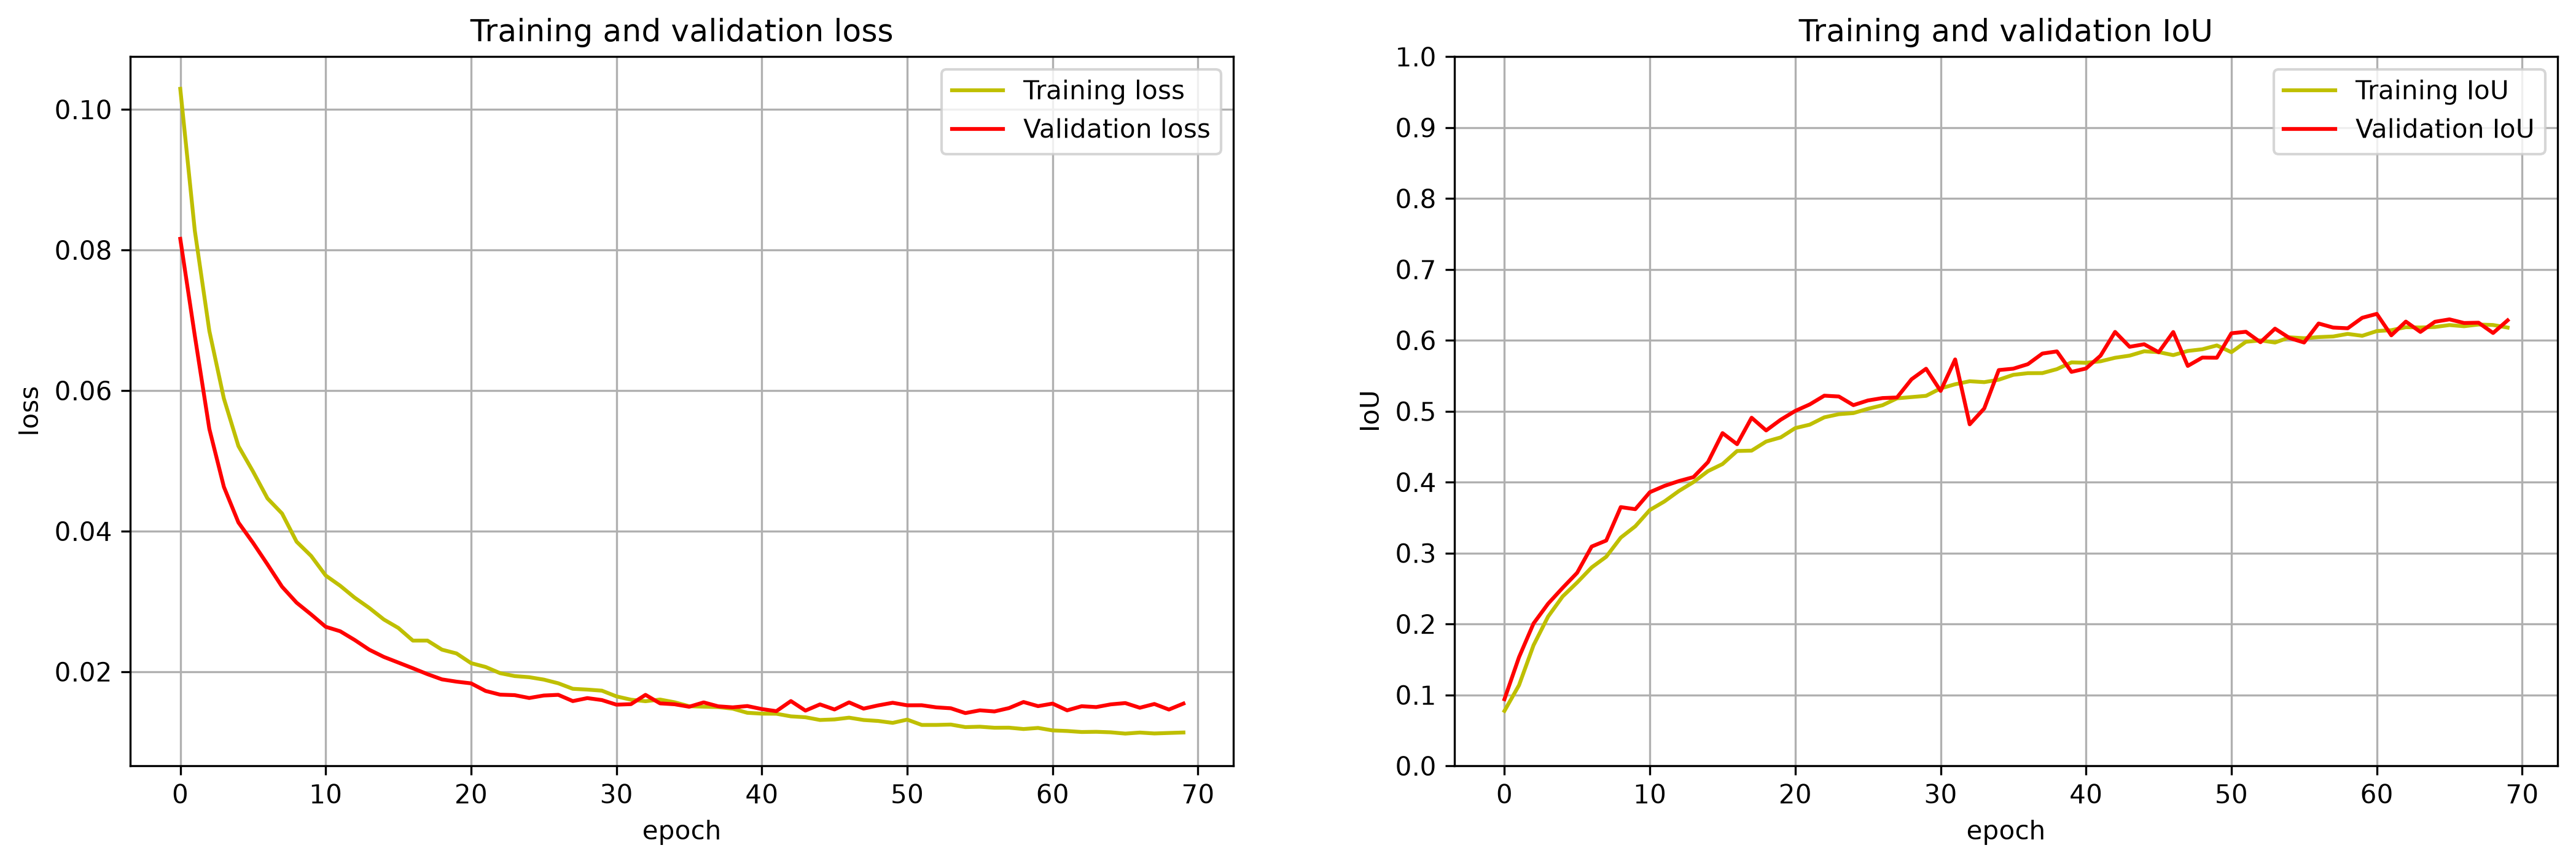 Training and validation loss
Training loss
Validation loss
0.10
0.08
0.06
0.04
0.02
loss
0 10 20 30 40 50 60 70
epoch
Training and validation IoU
Training IoU
Validation IoU
1.0
0.9
0.8
0.7
0.6
0.5
0.4
0.3
0.2
0.1
0.0
IoU
0 10 20 30 40 50 60 70
epoch